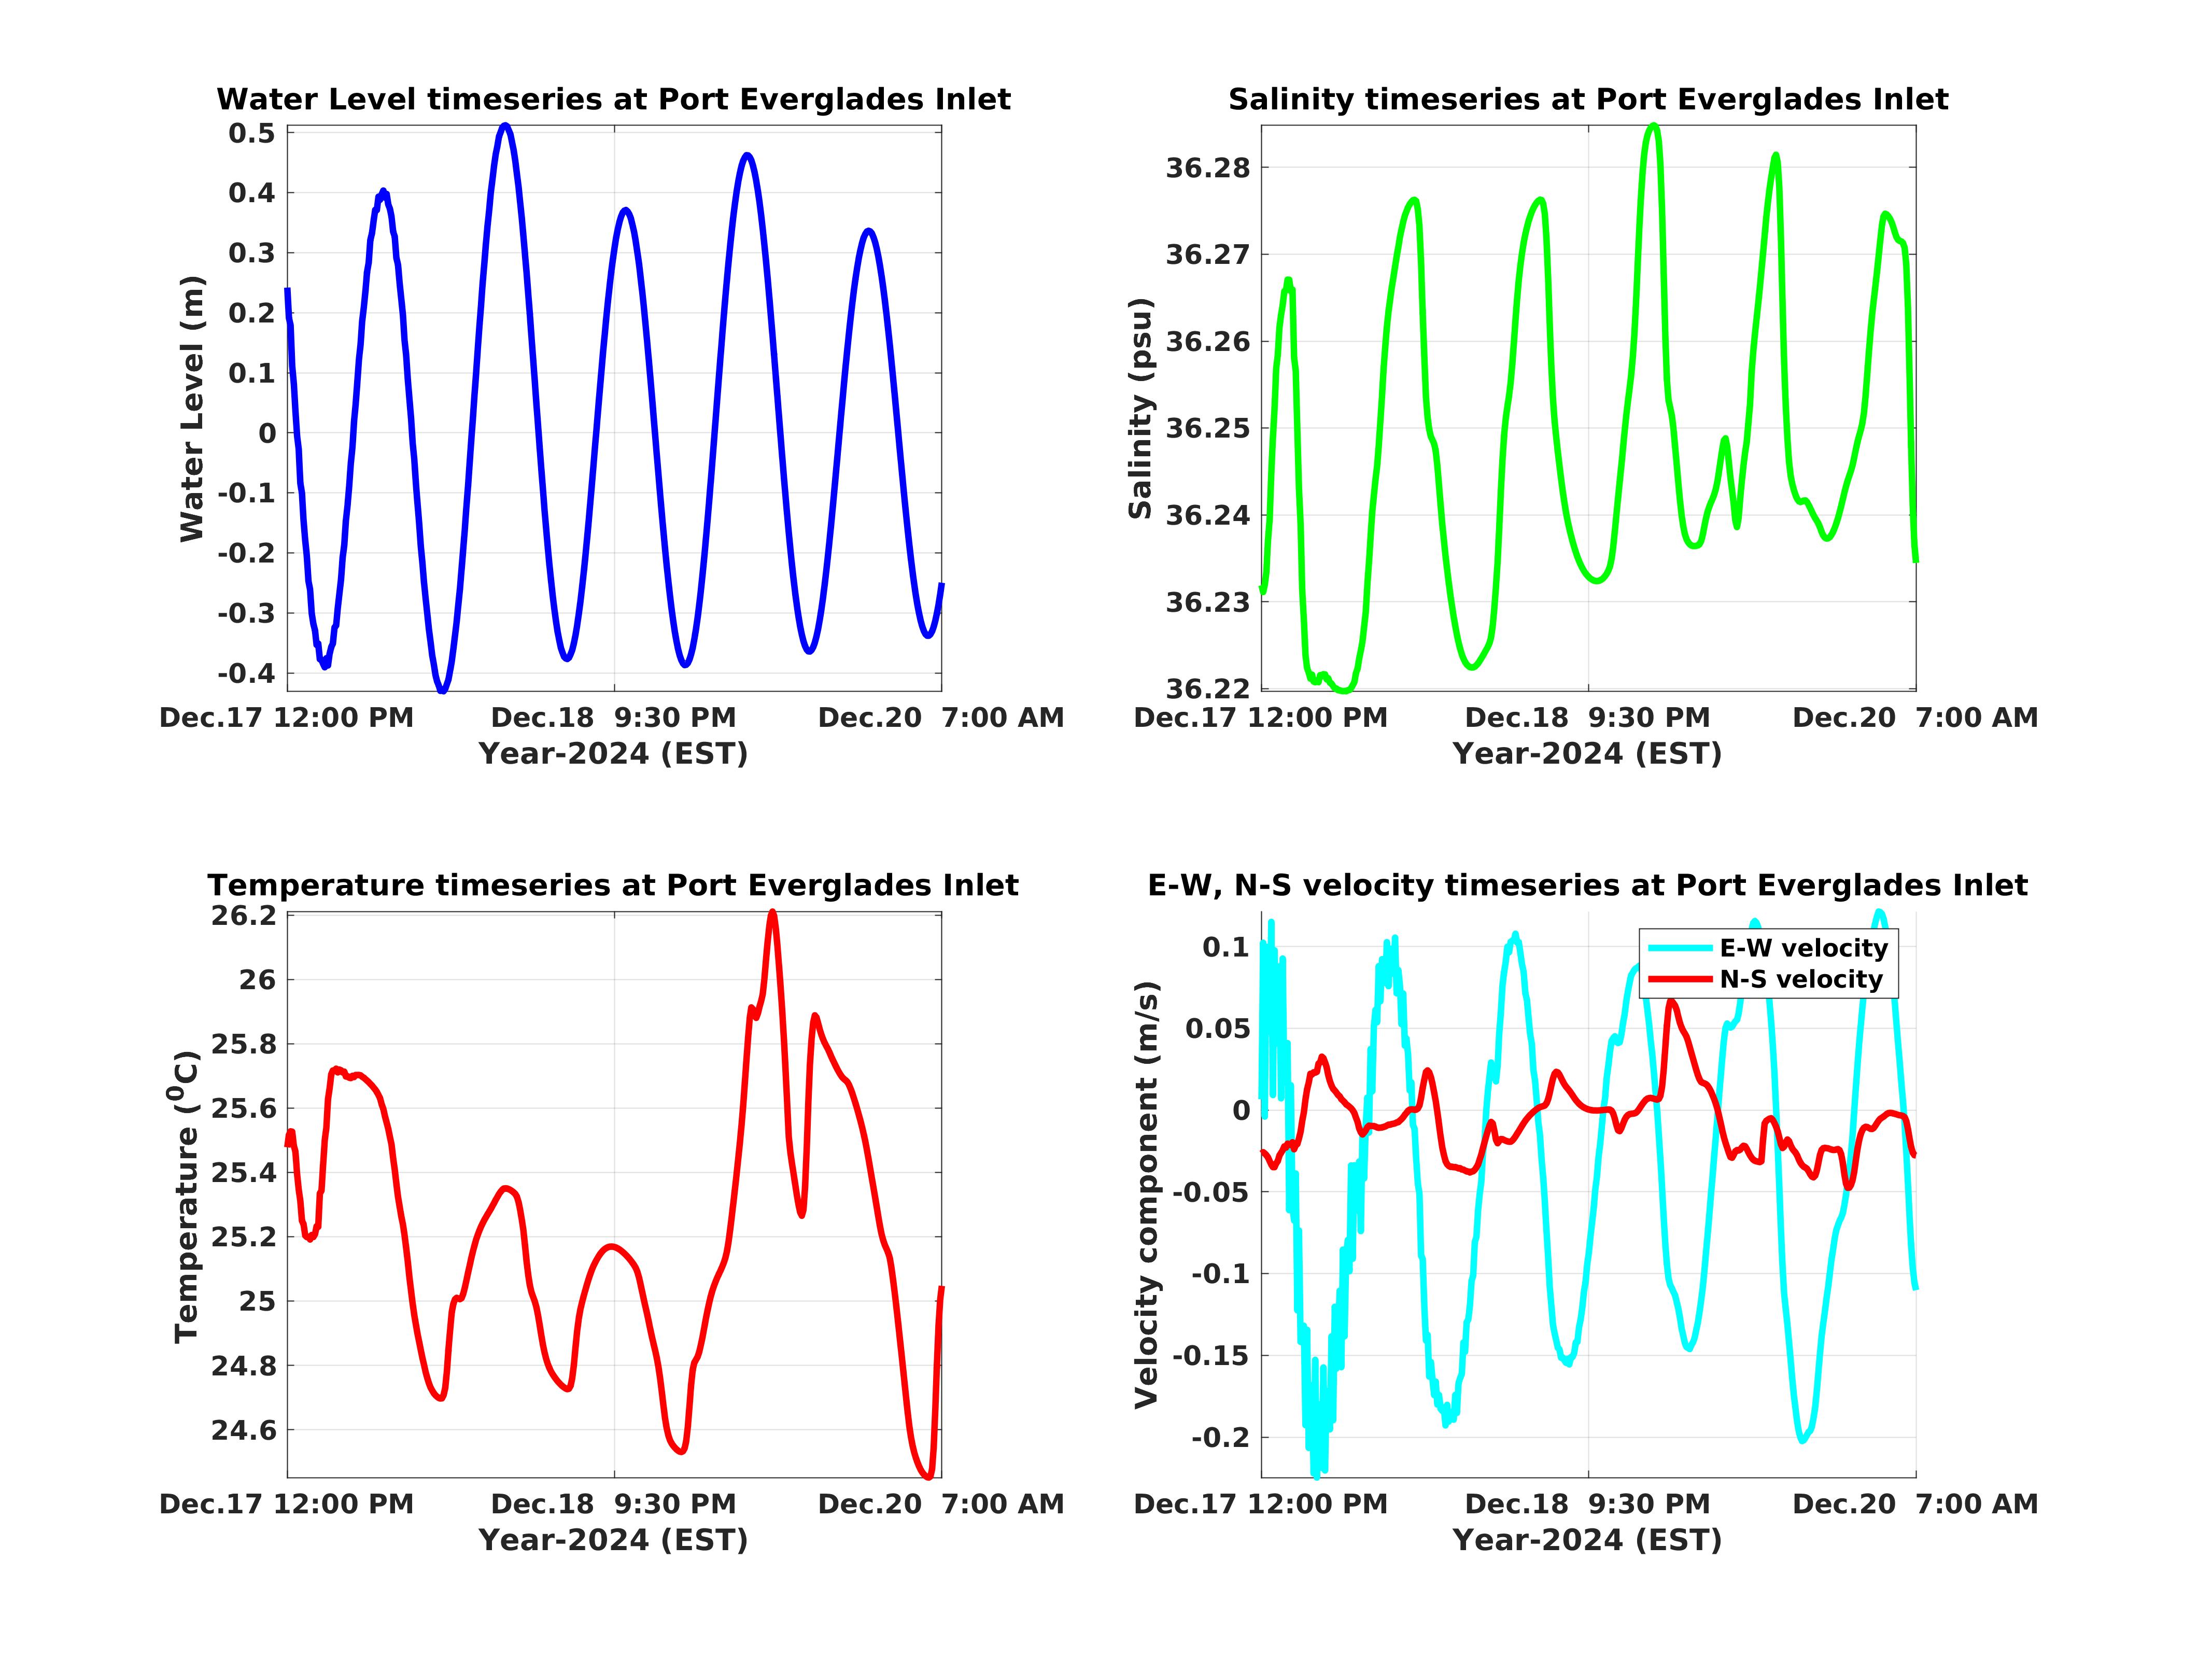 Water Level timeseries at Port Everglades Inlet
0.5
0.4
0.3
0.2
0.1
0
-0.1
-0.2
-0.3
-0.4
Water Level (m)
Dec.17 12:00 PM
Dec.18 9:30 PM
Dec.20 7:00 AM
Year-2024 (EST)
Salinity timeseries at Port Everglades Inlet
36.28
36.27
36.26
36.25
36.24
36.23
36.22
Salinity (psu)
Dec.17 12:00 PM
Dec.18 9:30 PM
Dec.20 7:00 AM
Year-2024 (EST)
Temperature timeseries at Port Everglades Inlet
26.2
26
25.8
25.6
25.4
25.2
25
24.8
24.6
Temperature (⁰C)
Dec.17 12:00 PM
Dec.18 9:30 PM
Dec.20 7:00 AM
Year-2024 (EST)
E-W, N-S velocity timeseries at Port Everglades Inlet
0.1
0.05
0
-0.05
-0.1
-0.15
-0.2
Velocity component (m/s)
E-W velocity
N-S velocity
Dec.17 12:00 PM
Dec.18 9:30 PM
Dec.20 7:00 AM
Year-2024 (EST)